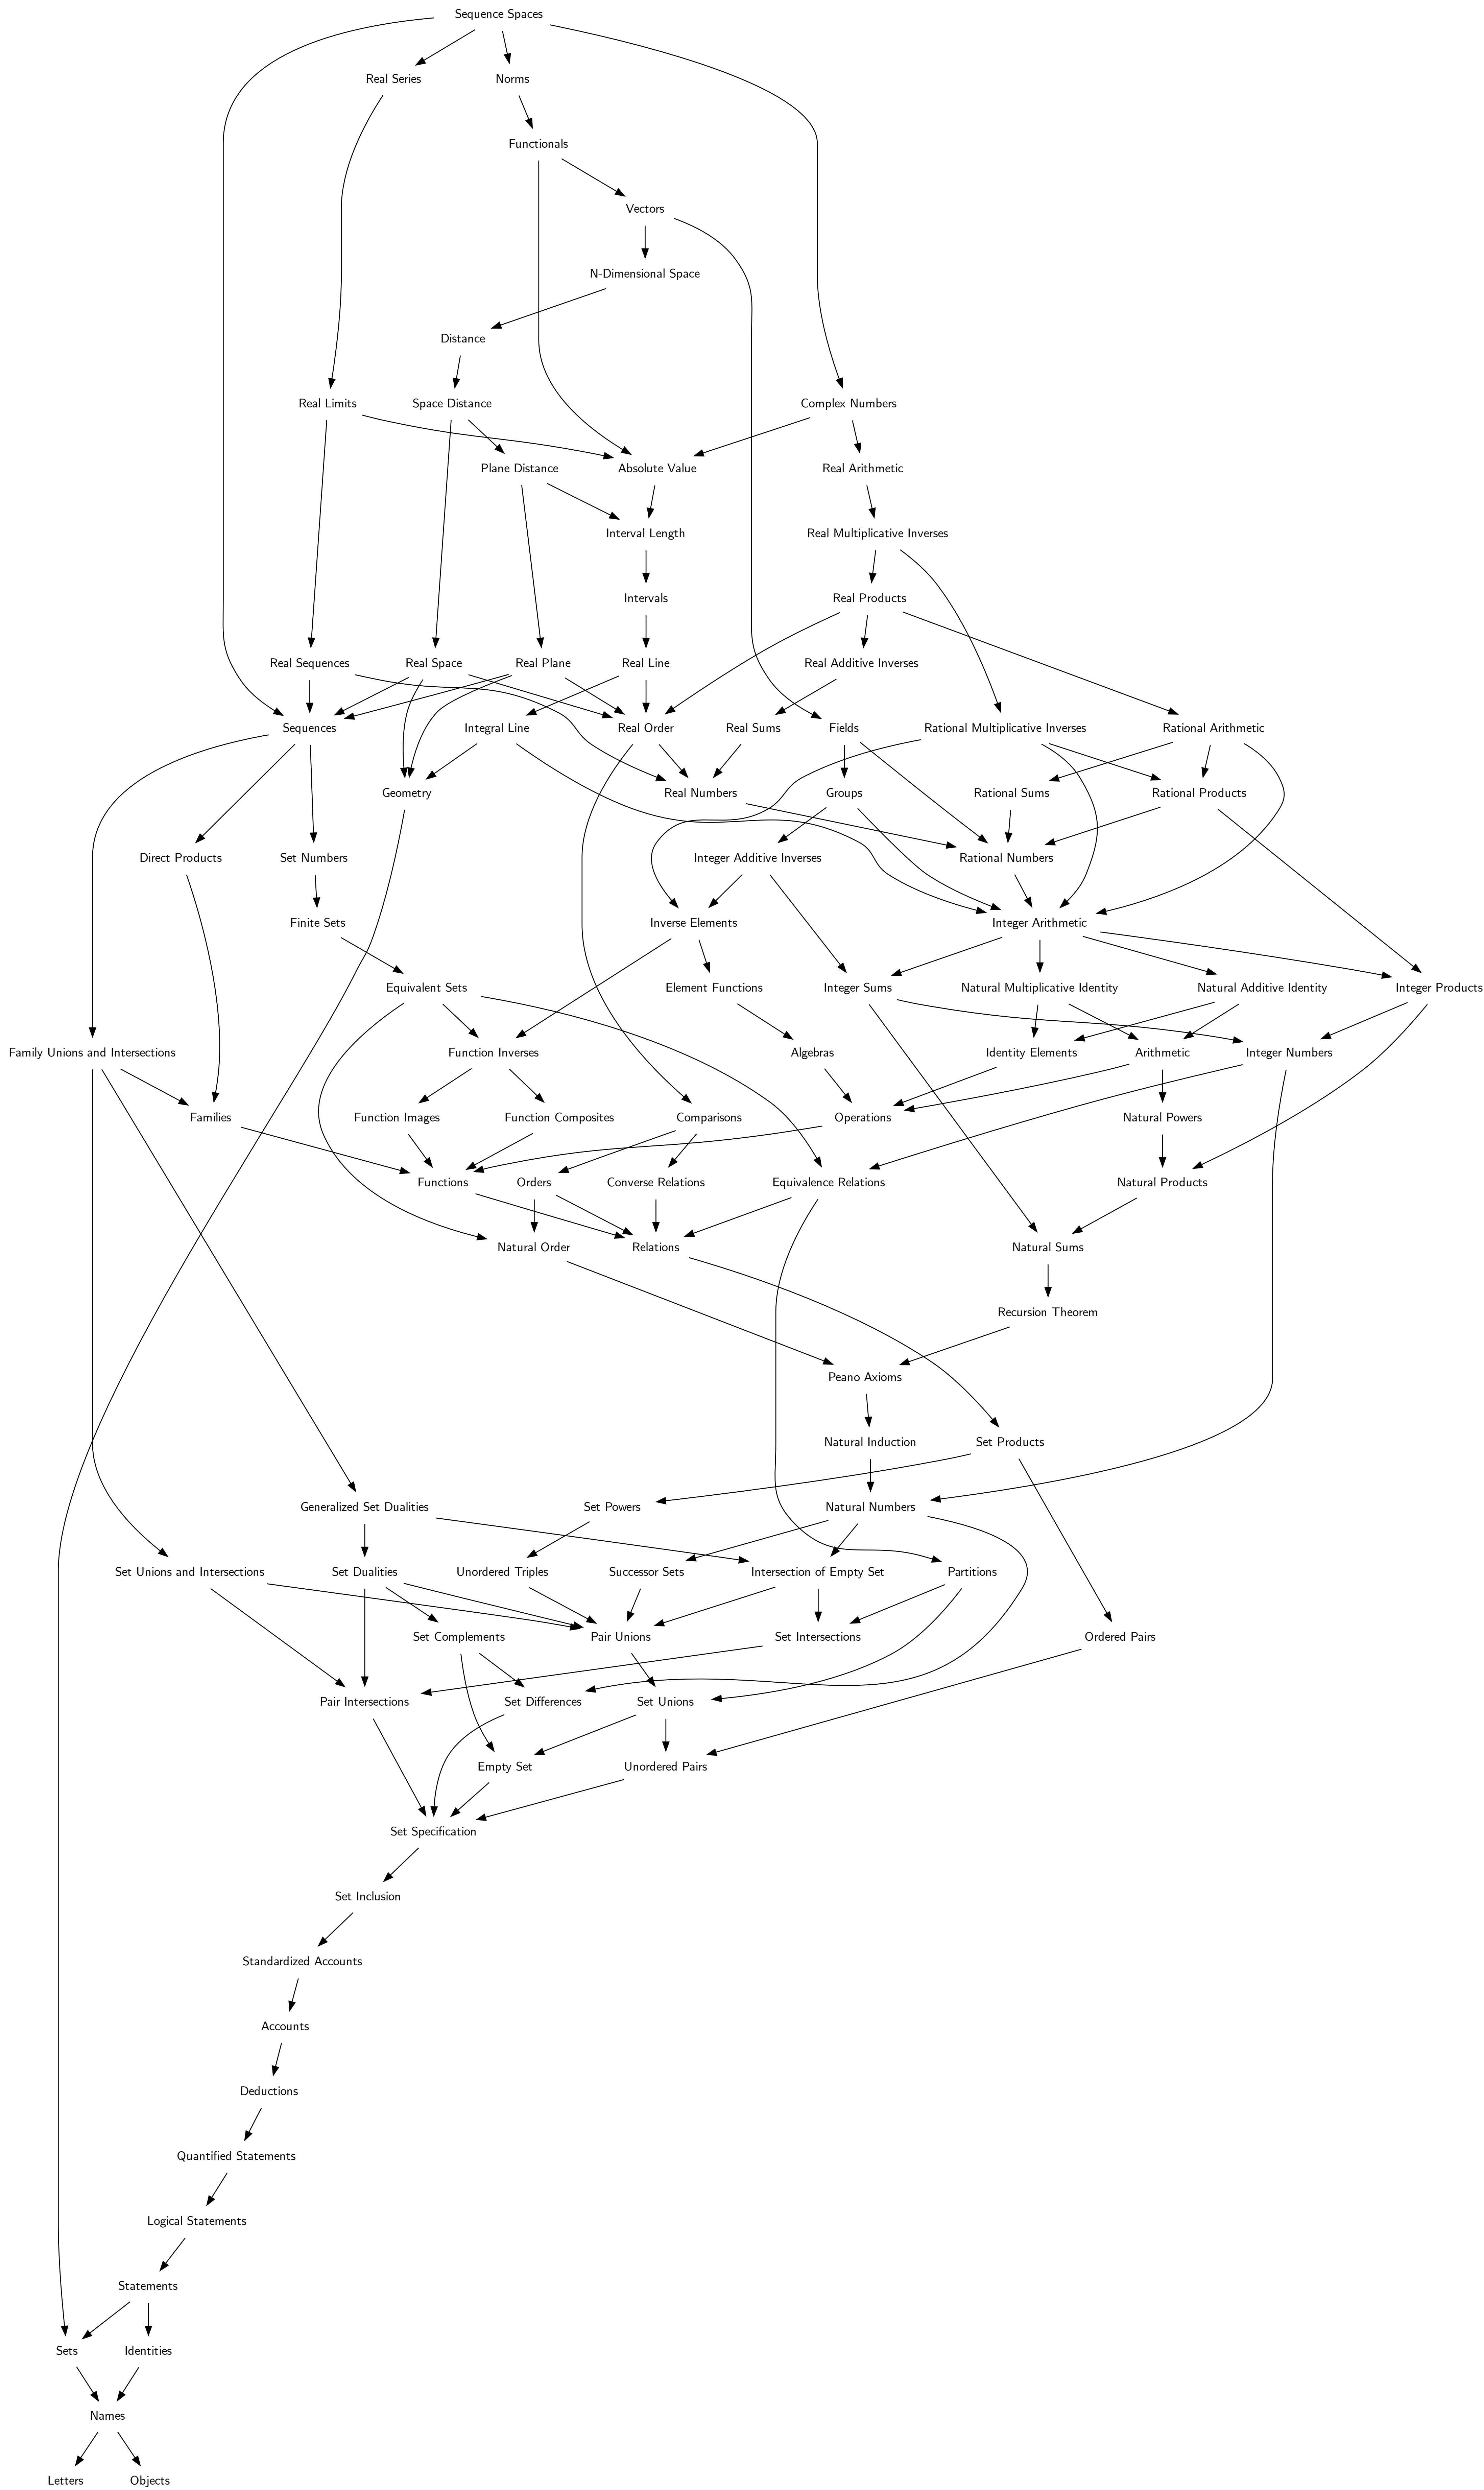 Sequence Spaces
Real Series
Norms
Functionals
Vectors
N-Dimensional Space
Distance
Real Limits
Space Distance
Complex Numbers
Plane Distance
Absolute Value
Real Arithmetic
Interval Length
Real Multiplicative Inverses
Intervals
Real Products
Real Sequences
Real Space
Real Plane
Real Line
Real Additive Inverses
Sequences
Integral Line
Real Order
Real Sums
Fields
Rational Multiplicative Inverses
Rational Arithmetic
Geometry
Real Numbers
Groups
Rational Sums
Rational Products
Direct Products
Set Numbers
Integer Additive Inverses
Rational Numbers
Finite Sets
Inverse Elements
Integer Arithmetic
Equivalent Sets
Element Functions
Integer Sums
Natural Multiplicative Identity
Natural Additive Identity
Integer Products
Family Unions and Intersections
Function Inverses
Algebras
Identity Elements
Arithmetic
Integer Numbers
Families
Function Images
Function Composites
Comparisons
Operations
Natural Powers
Functions
Orders
Converse Relations
Equivalence Relations
Natural Products
Natural Order
Relations
Natural Sums
Recursion Theorem
Peano Axioms
Natural Induction
Set Products
Generalized Set Dualities
Set Powers
Natural Numbers
Set Unions and Intersections
Set Dualities
Unordered Triples
Successor Sets
Intersection of Empty Set
Partitions
Set Complements
Pair Unions
Set Intersections
Ordered Pairs
Pair Intersections
Set Differences
Set Unions
Empty Set
Unordered Pairs
Set Specification
Set Inclusion
Standardized Accounts
Accounts
Deductions
Quantified Statements
Logical Statements
Statements
Sets
Identities
Names
Letters
Objects